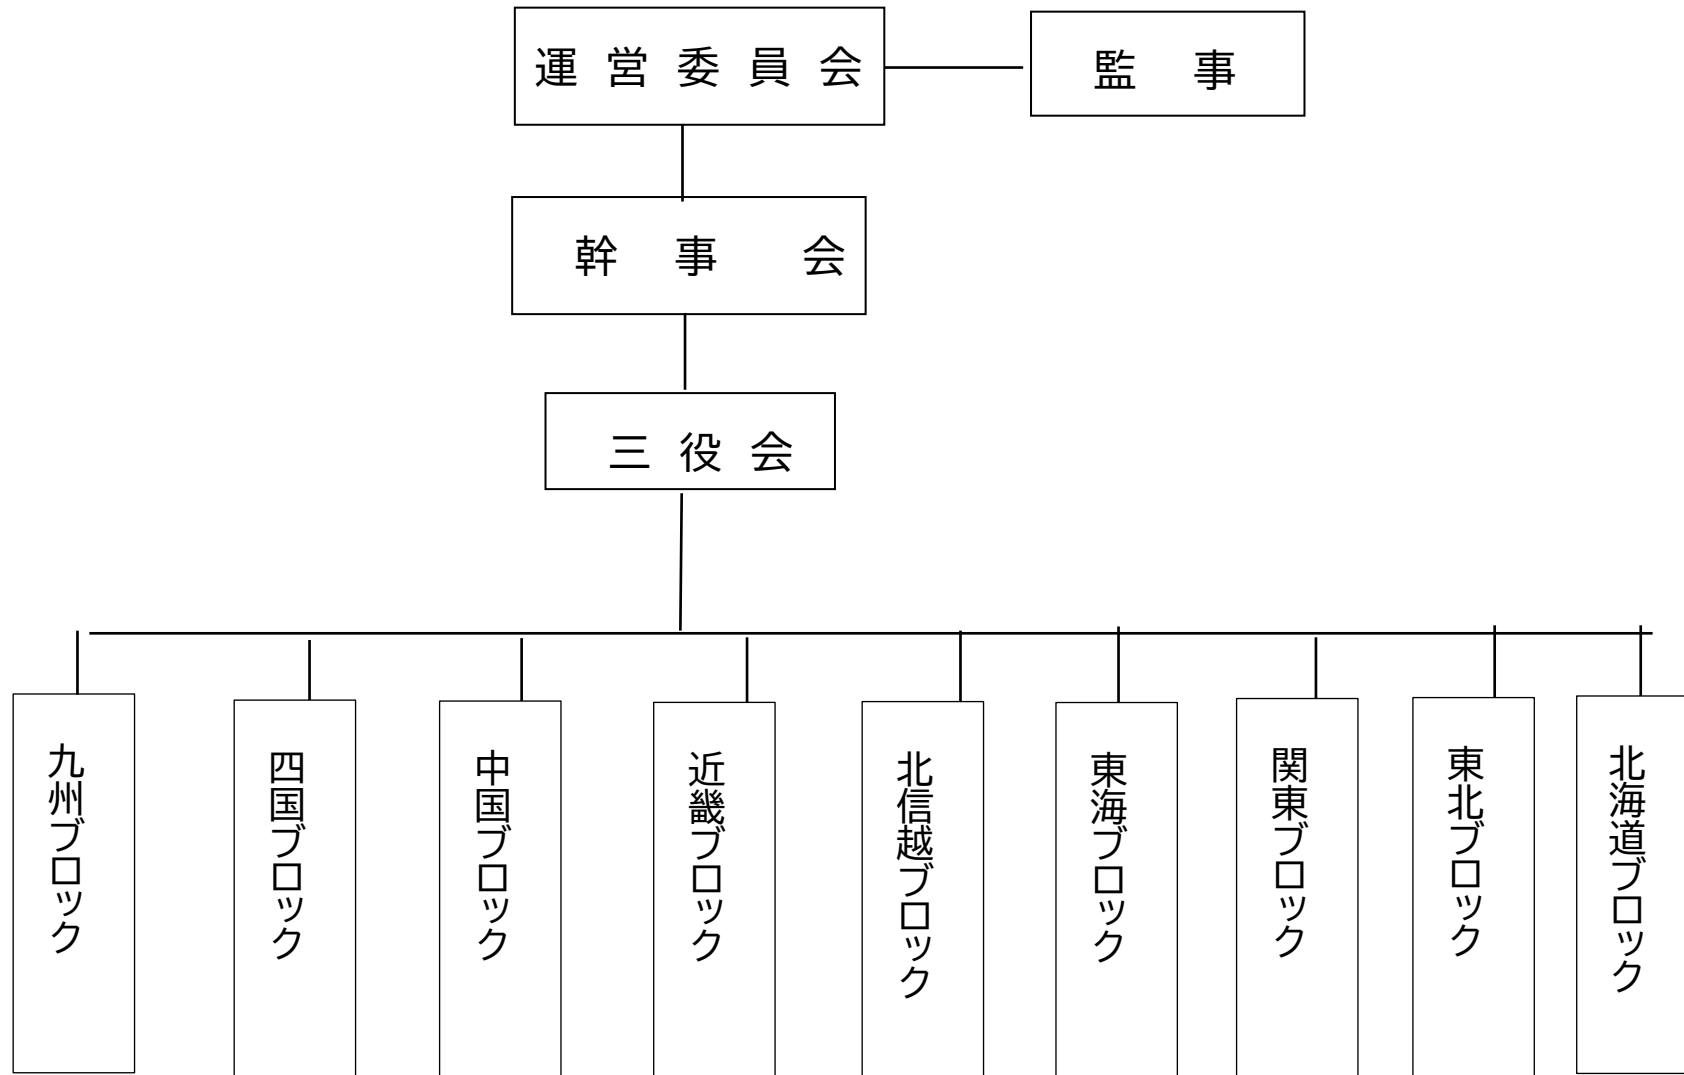 運 営 委 員 会
監 事
幹 事 会
三 役 会
九州ブロック
四国ブロック
中国ブロック
近畿ブロック
北信越ブロック
東海ブロック
関東ブロック
東北ブロック
北海道ブロック